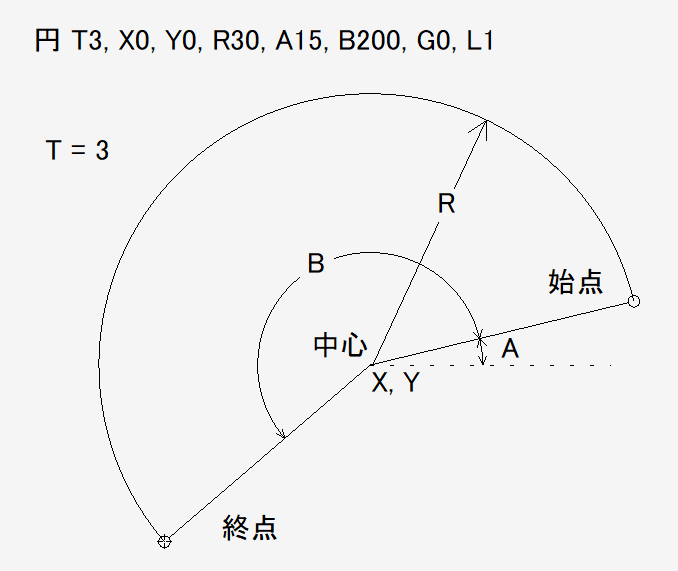 円 T3, X0, Y0, R30, A15, B200, G0, L1
T = 3
R
B
始点
中心
A
X, Y
終点